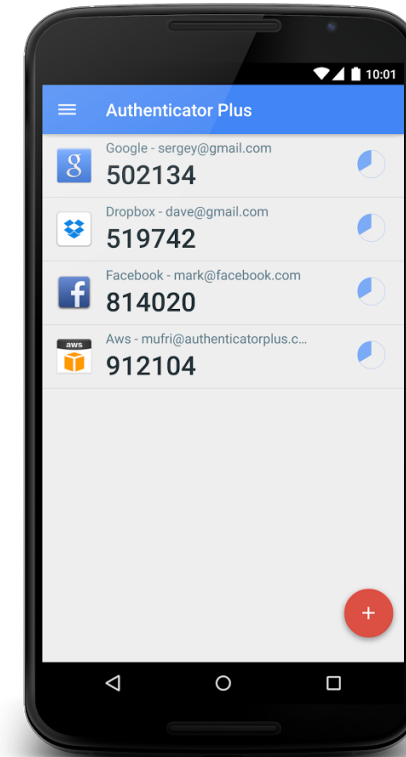 10:01
Authenticator Plus
Google - sergey@gmail.com
g
502134
Dropbox - dave@gmail.com
519742
Facebook - mark@facebook.com
f
814020
Aws - mufri@authenticatorplus.c...
aws
912104
+